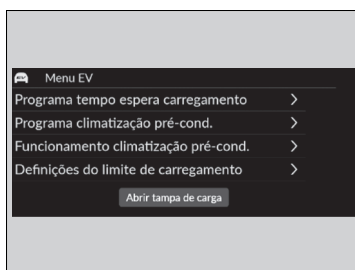 Menu EV
Programa tempo espera carregamento
Programa climatização pré-cond.
Funcionamento climatização pré-cond.
Definições do limite de carregamento
Abrir tampa de carga